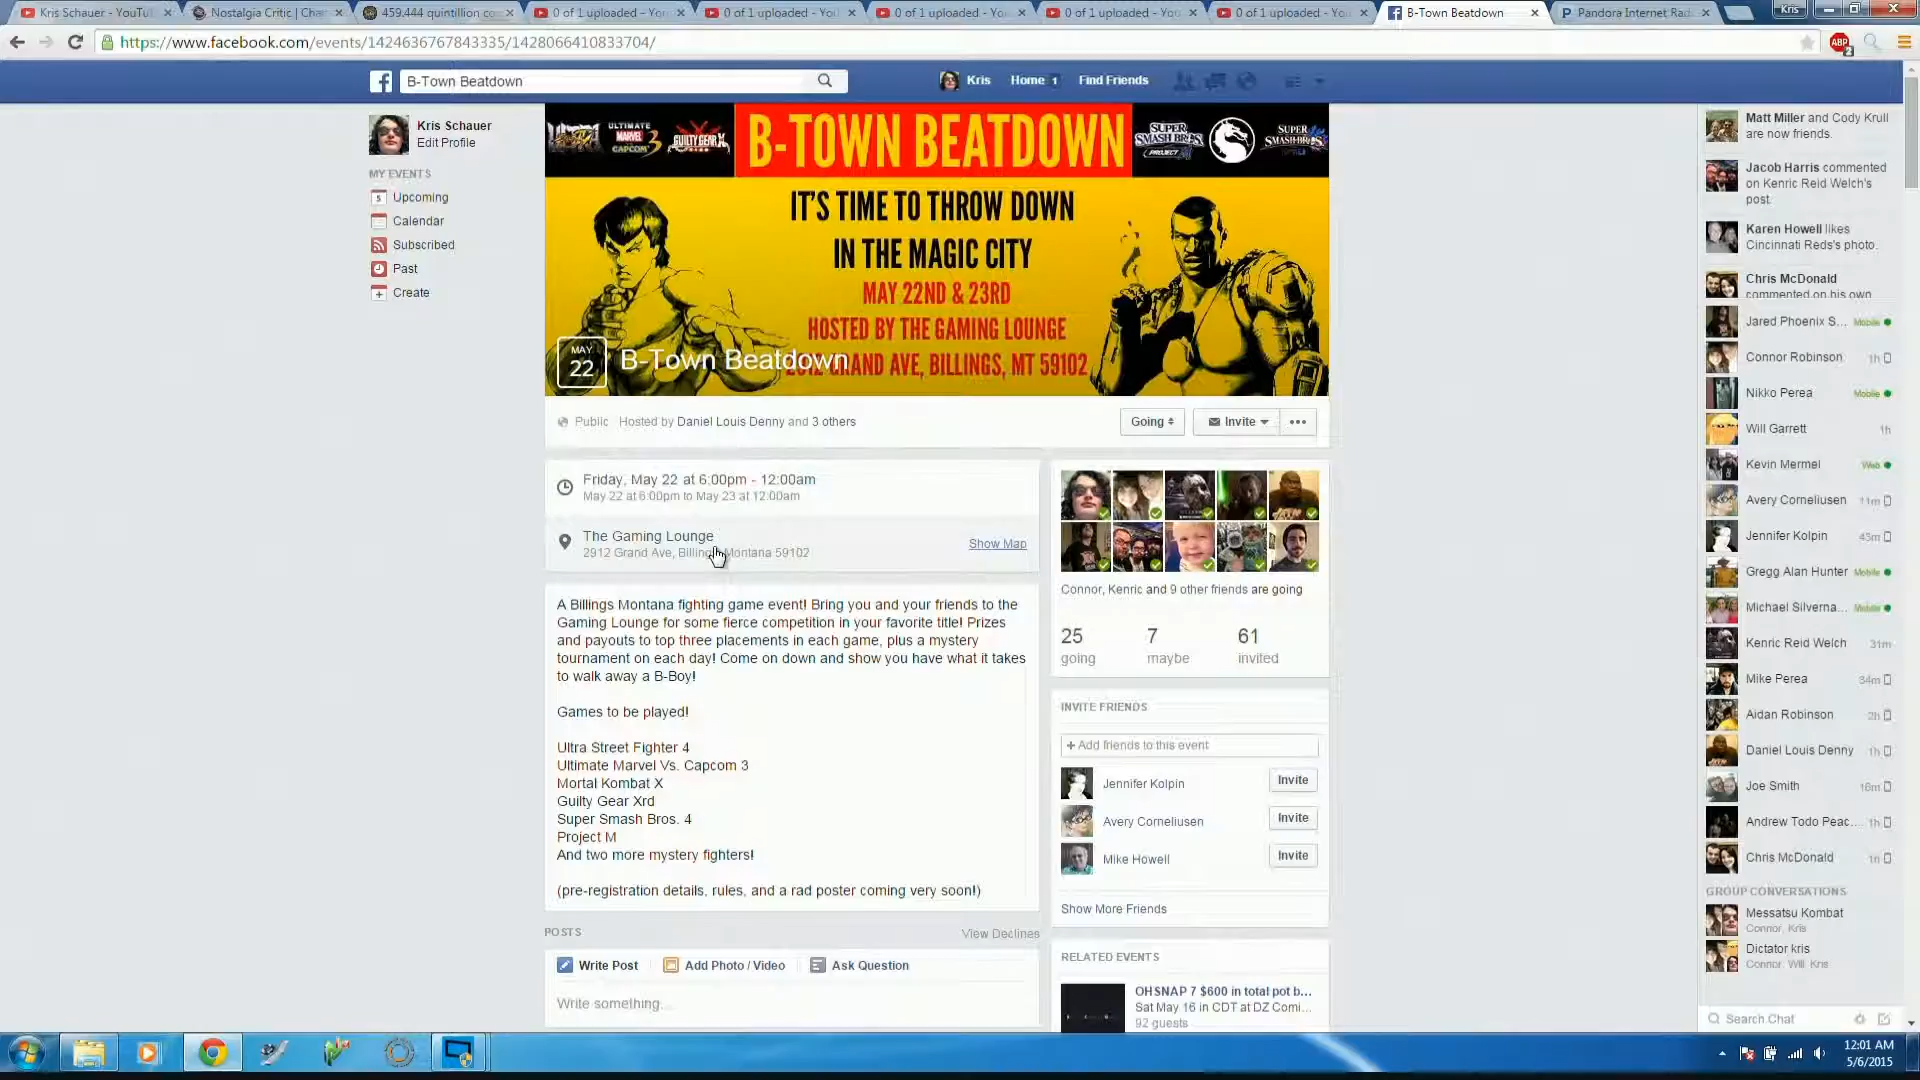 Kris Schauer - YouTu
Nostalgia Critic | Cha
459.444 quintillion co
0 of 1 uploaded - You
0 of 1 uploaded - You
0 of 1 uploaded - You
0 of 1 uploaded - You
0 of 1 uploaded - You
B-Town Beatdown
Pandora Internet Rad
Kris
https://www.facebook.com/events/1424636767843335/1428066410833704/
ABP
2
B-Town Beatdown
Kris
Home 1
Find Friends
Kris Schauer
Edit Profile
MY EVENTS
5 Upcoming
Calendar
Subscribed
Past
Create
ULTIMATE
MARVEL
CAPCOM 3
GUILTY GEAR X
B-TOWN BEATDOWN
SUPER
SMASH BROS
PROJECT M
SUPER
SMASH BROS
IT'S TIME TO THROW DOWN
IN THE MAGIC CITY
MAY 22ND & 23RD
HOSTED BY THE GAMING LOUNGE
GRAND AVE, BILLINGS, MT 59102
MAY
22
B-Town Beatdown
Public Hosted by Daniel Louis Denny and 3 others
Going
Invite
Friday, May 22 at 6:00pm - 12:00am
May 22 at 6:00pm to May 23 at 12:00am
The Gaming Lounge
2912 Grand Ave, Billings, Montana 59102
Show Map
A Billings Montana fighting game event! Bring you and your friends to the
Gaming Lounge for some fierce competition in your favorite title! Prizes
and payouts to top three placements in each game, plus a mystery
tournament on each day! Come on down and show you have what it takes
to walk away a B-Boy!
Games to be played!
Ultra Street Fighter 4
Ultimate Marvel Vs. Capcom 3
Mortal Kombat X
Guilty Gear Xrd
Super Smash Bros. 4
Project M
And two more mystery fighters!
(pre-registration details, rules, and a rad poster coming very soon!)
POSTS
View Declines
Write Post
Add Photo / Video
Ask Question
Write something...
Connor, Kenric and 9 other friends are going
25
going
7
maybe
61
invited
INVITE FRIENDS
+ Add friends to this event
Jennifer Kolpin
Invite
Avery Corneliusen
Invite
Mike Howell
Invite
Show More Friends
RELATED EVENTS
OH SNAP 7 $600 in total pot b...
Sat May 16 in CDT at DZ Comi...
92 guests
Matt Miller and Cody Krull
are now friends.
Jacob Harris commented
on Kenric Reid Welch's
post.
Karen Howell likes
Cincinnati Reds's photo.
Chris McDonald
commented on his own
Jared Phoenix S... Mobile
Connor Robinson 1h
Nikko Perea Mobile
Will Garrett 1h
Kevin Mermel Web
Avery Corneliusen 11m
Jennifer Kolpin 43m
Gregg Alan Hunter Mobile
Michael Silverna... Mobile
Kenric Reid Welch 31m
Mike Perea 34m
Aidan Robinson 2h
Daniel Louis Denny 1h
Joe Smith 16m
Andrew Todo Peac... 1h
Chris McDonald 1h
GROUP CONVERSATIONS
Messatsu Kombat
Connor, Kris
Dictator kris
Connor, Will, Kris
Search Chat
12:01 AM
5/6/2015